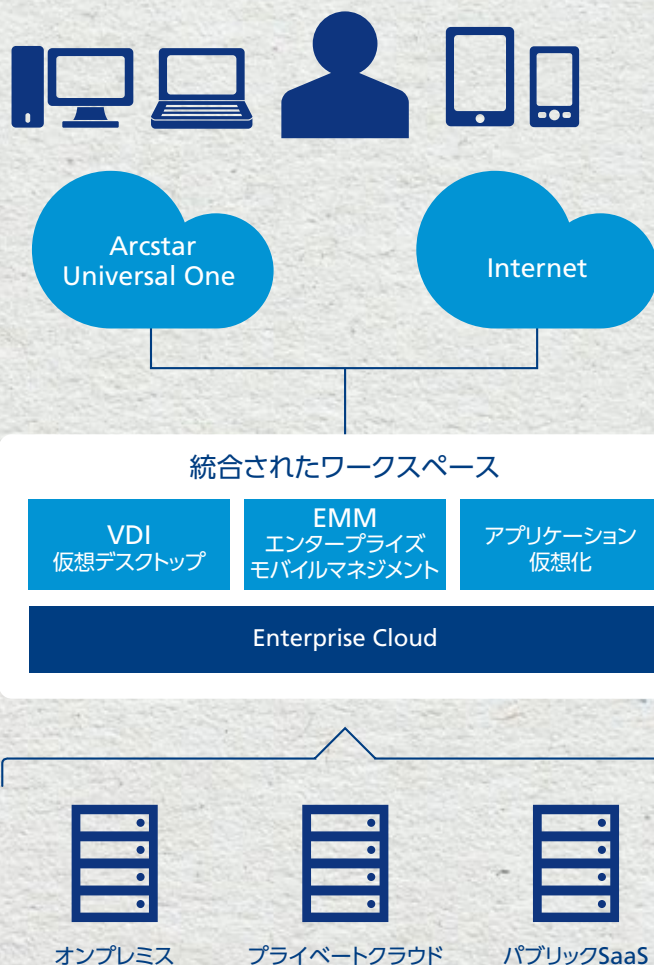 Arcstar
Universal One
Internet
統合されたワークスペース
VDI
仮想デスクトップ
EMM
エンタープライズ
モバイルマネジメント
アプリケーション
仮想化
Enterprise Cloud
オンプレミス
プライベートクラウド
パブリックSaaS